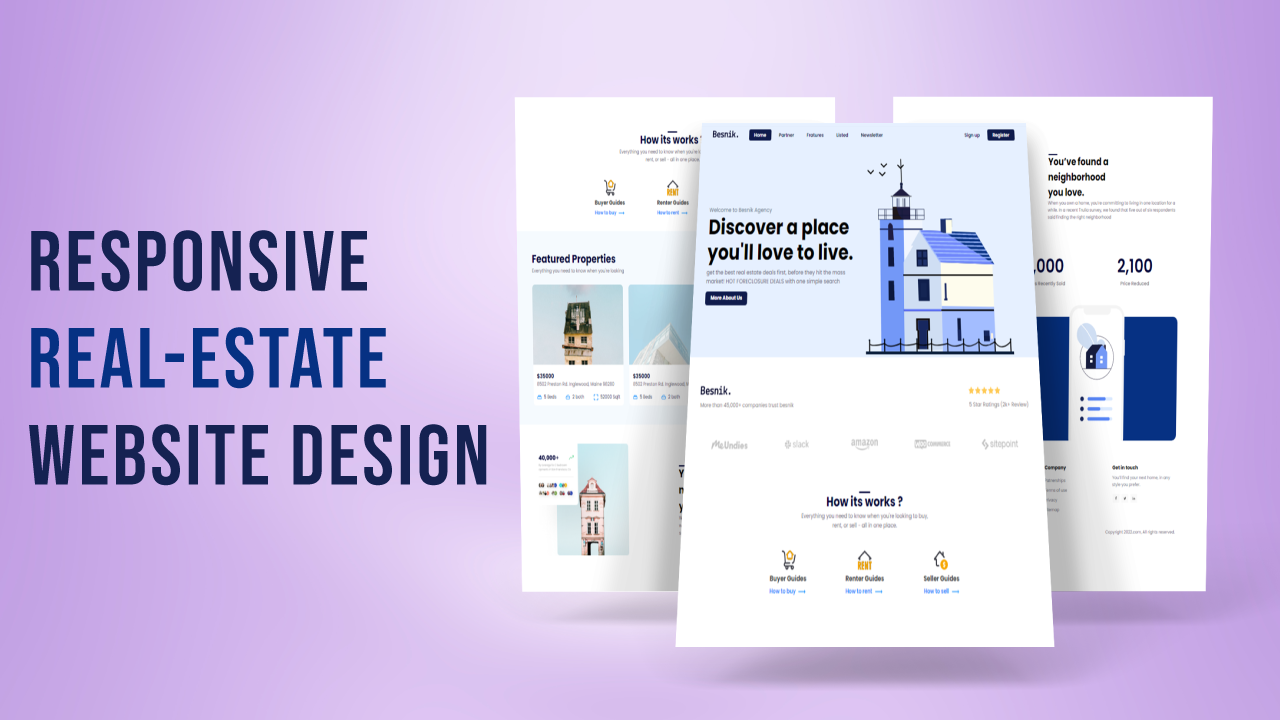 RESPONSIVE
REAL-ESTATE
WEBSITE DESIGN
How its works
Everything you need to know when you're
rent, or sell - all in one place.
Buyer Guides
Renter Guides
How to buy
How to rent
Featured Properties
Everything you need to know when you're looking
$35000
$35000
8502 Preston Rd. Inglewood, Maine 98280
8502 Preston Rd. Inglewood,
5 Beds
2 bath
$2000 Sqft
5 Beds
2 bath
40,000+
Besnik.
Home
Partner
Features
Listed
Newsletter
Sign up
Register
Welcome to Besnik Agency
Discover a place
you'll love to live.
get the best real estate deals first, before they hit the mass
market! HOT FORECLOSURE DEALS with one simple search
More About Us
Besnik.
More than 45,000+ companies trust besnik
5 Star Ratings (2k+ Review)
MeUndies
slack
amazon
woo COMMERCE
sitepoint
How its works ?
Everything you need to know when you're looking to buy,
rent, or sell - all in one place.
Buyer Guides
Renter Guides
Seller Guides
RENT
How to buy
How to rent
How to sell
You've found a
neighborhood
you love.
When you own a home, you're committing to living in one location for a
while. In a recent Trulia survey, we found that five out of six respondents
said finding the right neighborhood
,000
2,100
Recently Sold
Price Reduced
Company
Get in touch
You'll find your next home, in any
style you prefer.
Copyright 2022.com. All rights reserved.